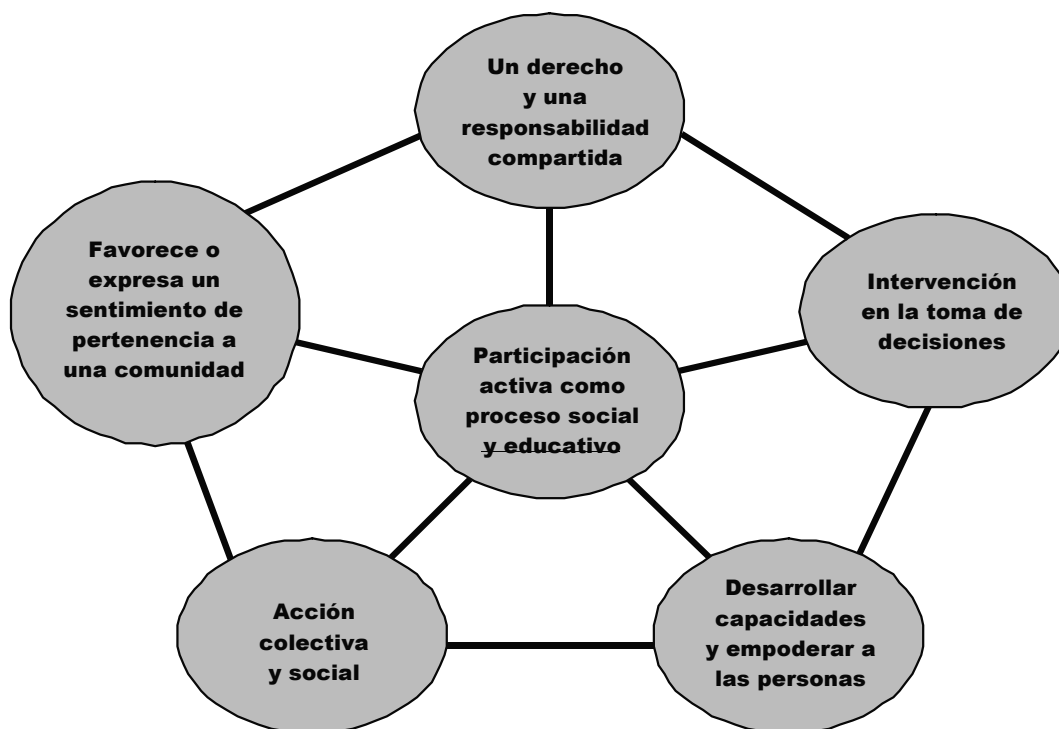 Un derecho
y una
responsabilidad
compartida
Favorece o
expresa un
sentimiento de
pertenencia a
una comunidad
Intervención
en la toma de
decisiones
Participación
activa como
proceso social
y educativo
Acción
colectiva
y social
Desarrollar
capacidades
y empoderar a
las personas